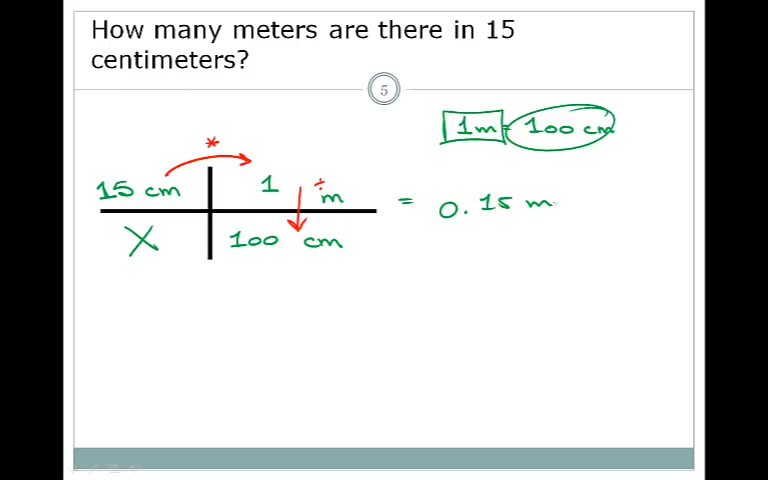 How many meters are there in 15
centimeters?
5
1m = 100 cm
*
15 cm 1 m ÷
X 100 cm = 0.15 m